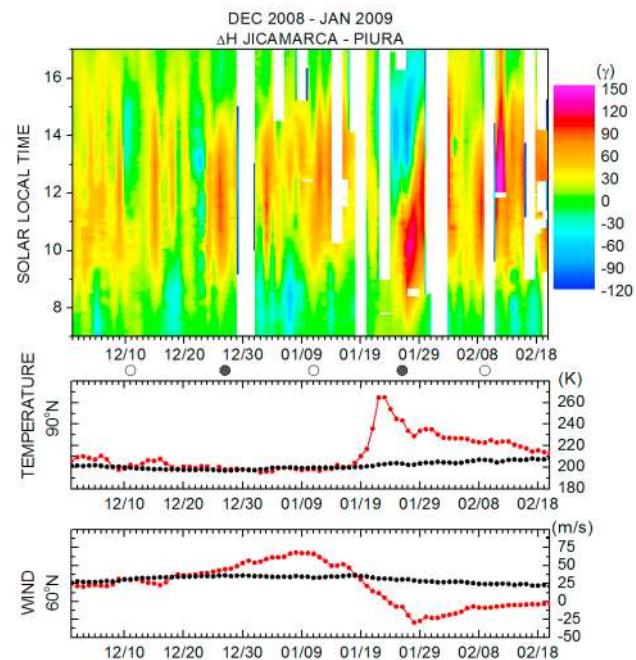 DEC 2008 - JAN 2009
ΔH JICAMARCA - PIURA
(γ)
SOLAR LOCAL TIME
16
14
12
10
8
150
120
90
60
30
0
-30
-60
-90
-120
12/10 12/20 12/30 01/09 01/19 01/29 02/08 02/18
TEMPERATURE
90°N
(K)
260
240
220
200
180
12/10 12/20 12/30 01/09 01/19 01/29 02/08 02/18
WIND
60°N
(m/s)
75
50
25
0
-25
-50
12/10 12/20 12/30 01/09 01/19 01/29 02/08 02/18